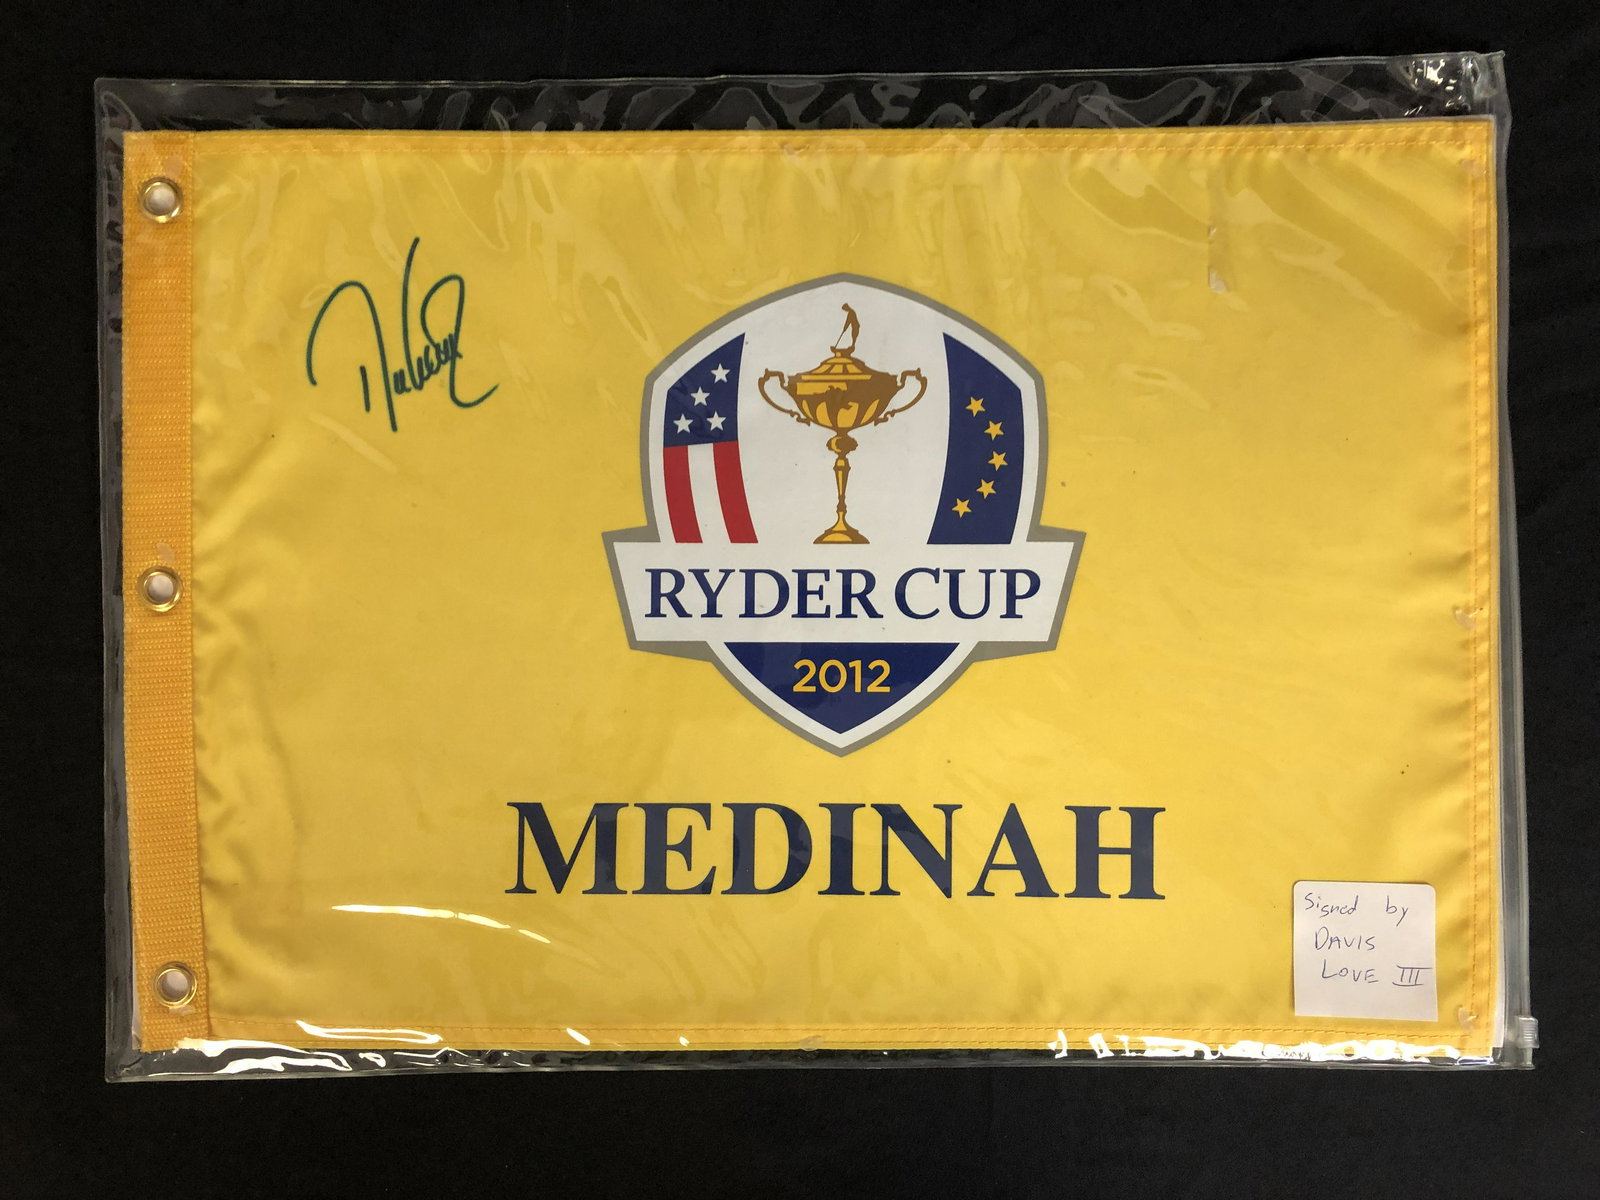 RYDER CUP
2012
MEDINAH
Signed by
DAVIS
LOVE III